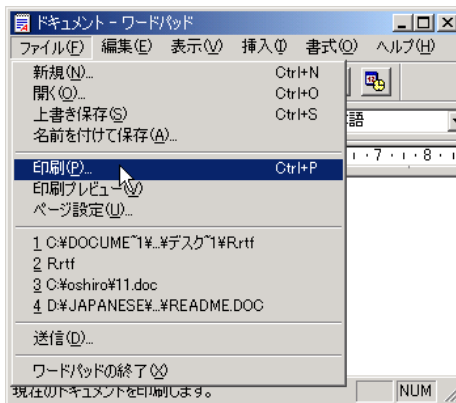 ドキュメント - ワードパッド
ファイル(F) 編集(E) 表示(V) 挿入(I) 書式(O) ヘルプ(H)
新規(N)... Ctrl+N
開く(O)... Ctrl+O
上書き保存(S) Ctrl+S
名前を付けて保存(A)...
語
印刷(P)... Ctrl+P
・7・ı・8・ı
印刷プレビュー(V)
ページ設定(U)...
1 C:¥DOCUME~1¥...¥デスク~1¥R.rtf
2 R.rtf
3 C:¥oshiro¥11.doc
4 D:¥JAPANESE¥...¥README.DOC
送信(D)...
ワードパッドの終了(X)
現在のドキュメントを印刷します。 NUM